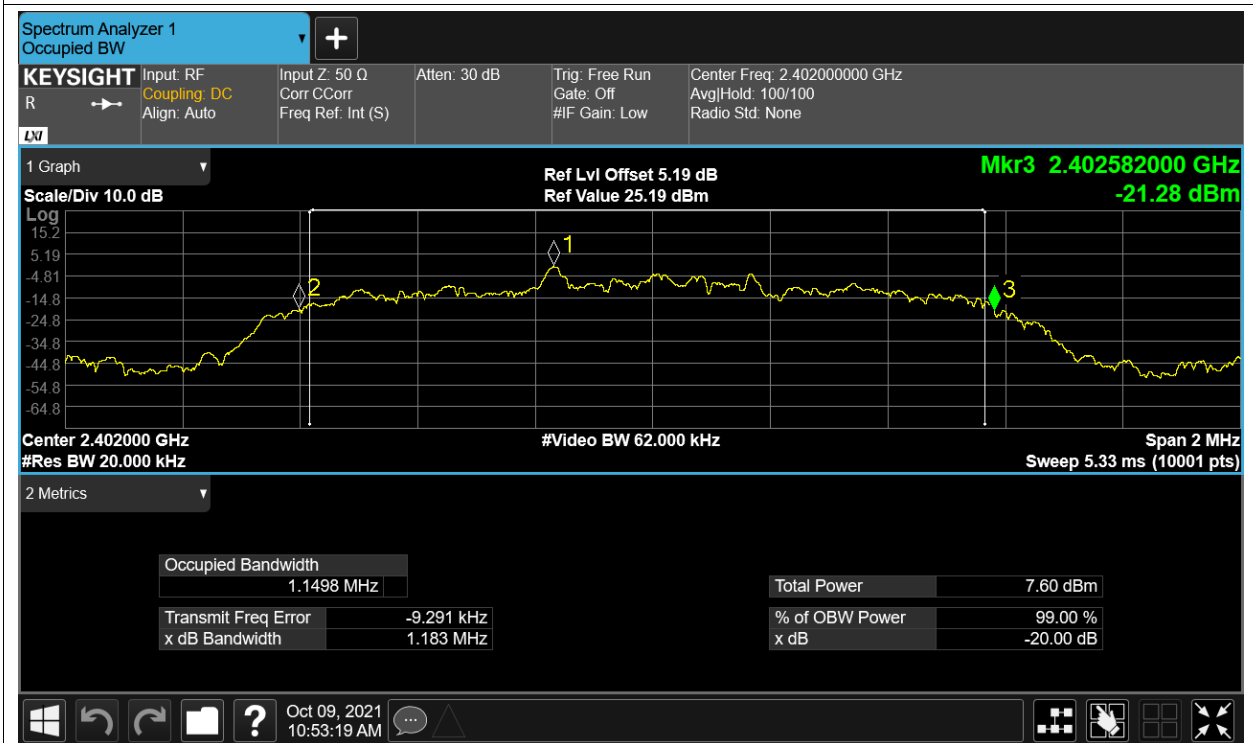 Spectrum Analyzer 1
Occupied BW
KEYSIGHT
R
LXI
Input: RF
Coupling: DC
Align: Auto
Input Z: 50 Ω
Corr CCorr
Freq Ref: Int (S)
Atten: 30 dB
Trig: Free Run
Gate: Off
#IF Gain: Low
Center Freq: 2.402000000 GHz
Avg|Hold: 100/100
Radio Std: None
1 Graph
Scale/Div 10.0 dB
Ref Lvl Offset 5.19 dB
Ref Value 25.19 dBm
Mkr3 2.402582000 GHz
-21.28 dBm
Log
15.2
5.19
-4.81
-14.8
-24.8
-34.8
-44.8
-54.8
-64.8
1
2
3
Center 2.402000 GHz
#Res BW 20.000 kHz
#Video BW 62.000 kHz
Span 2 MHz
Sweep 5.33 ms (10001 pts)
2 Metrics
Occupied Bandwidth
1.1498 MHz
Transmit Freq Error -9.291 kHz
x dB Bandwidth 1.183 MHz
Total Power 7.60 dBm
% of OBW Power 99.00 %
x dB -20.00 dB
?
Oct 09, 2021
10:53:19 AM